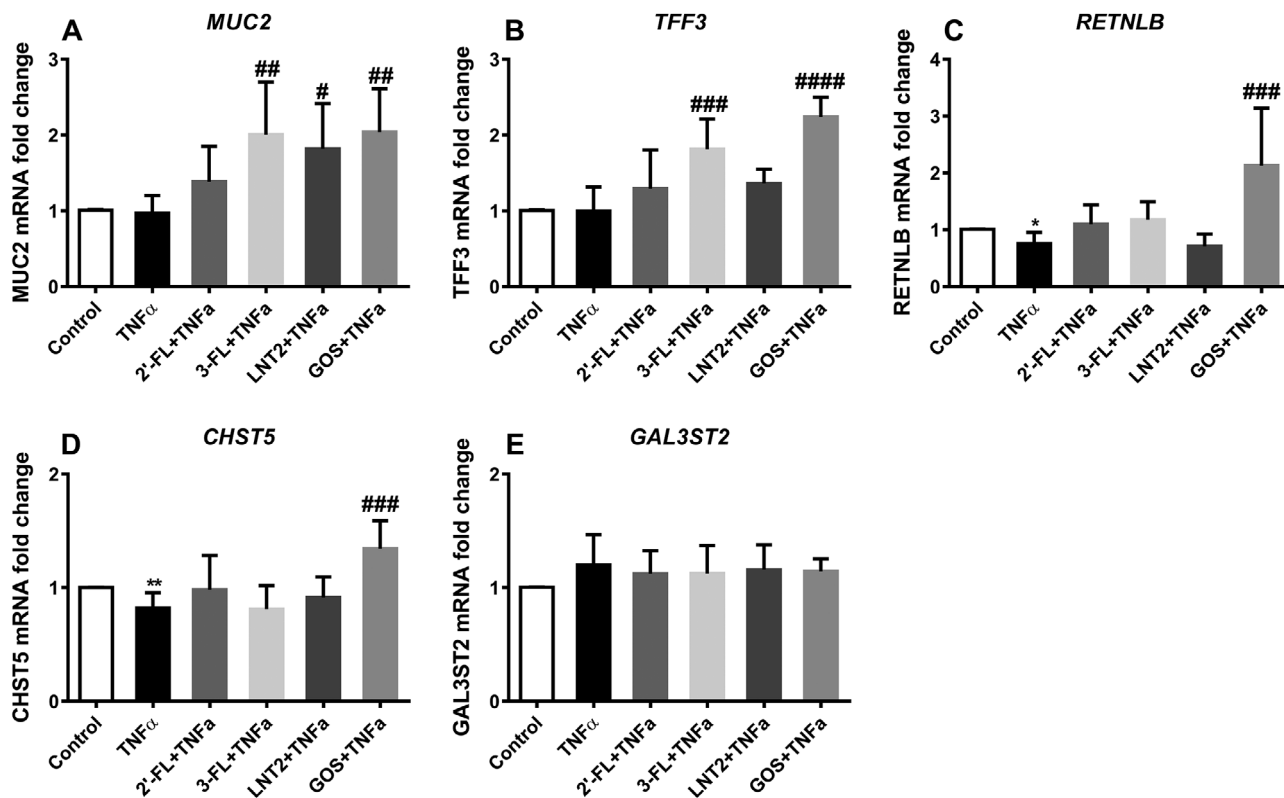 A
MUC2
MUC2 mRNA fold change
3
2
1
0
##
#
##
Control
TNFα
2'-FL+TNFa
3-FL+TNFa
LNT2+TNFa
GOS+TNFa
B
TFF3
TFF3 mRNA fold change
3
2
1
0
###
####
Control
TNFα
2'-FL+TNFa
3-FL+TNFa
LNT2+TNFa
GOS+TNFa
C
RETNLB
RETNLB mRNA fold change
4
3
2
1
0
*
###
Control
TNFα
2'-FL+TNFa
3-FL+TNFa
LNT2+TNFa
GOS+TNFa
D
CHST5
CHST5 mRNA fold change
2
1
0
**
###
Control
TNFα
2'-FL+TNFa
3-FL+TNFa
LNT2+TNFa
GOS+TNFa
E
GAL3ST2
GAL3ST2 mRNA fold change
2
1
0
Control
TNFα
2'-FL+TNFa
3-FL+TNFa
LNT2+TNFa
GOS+TNFa